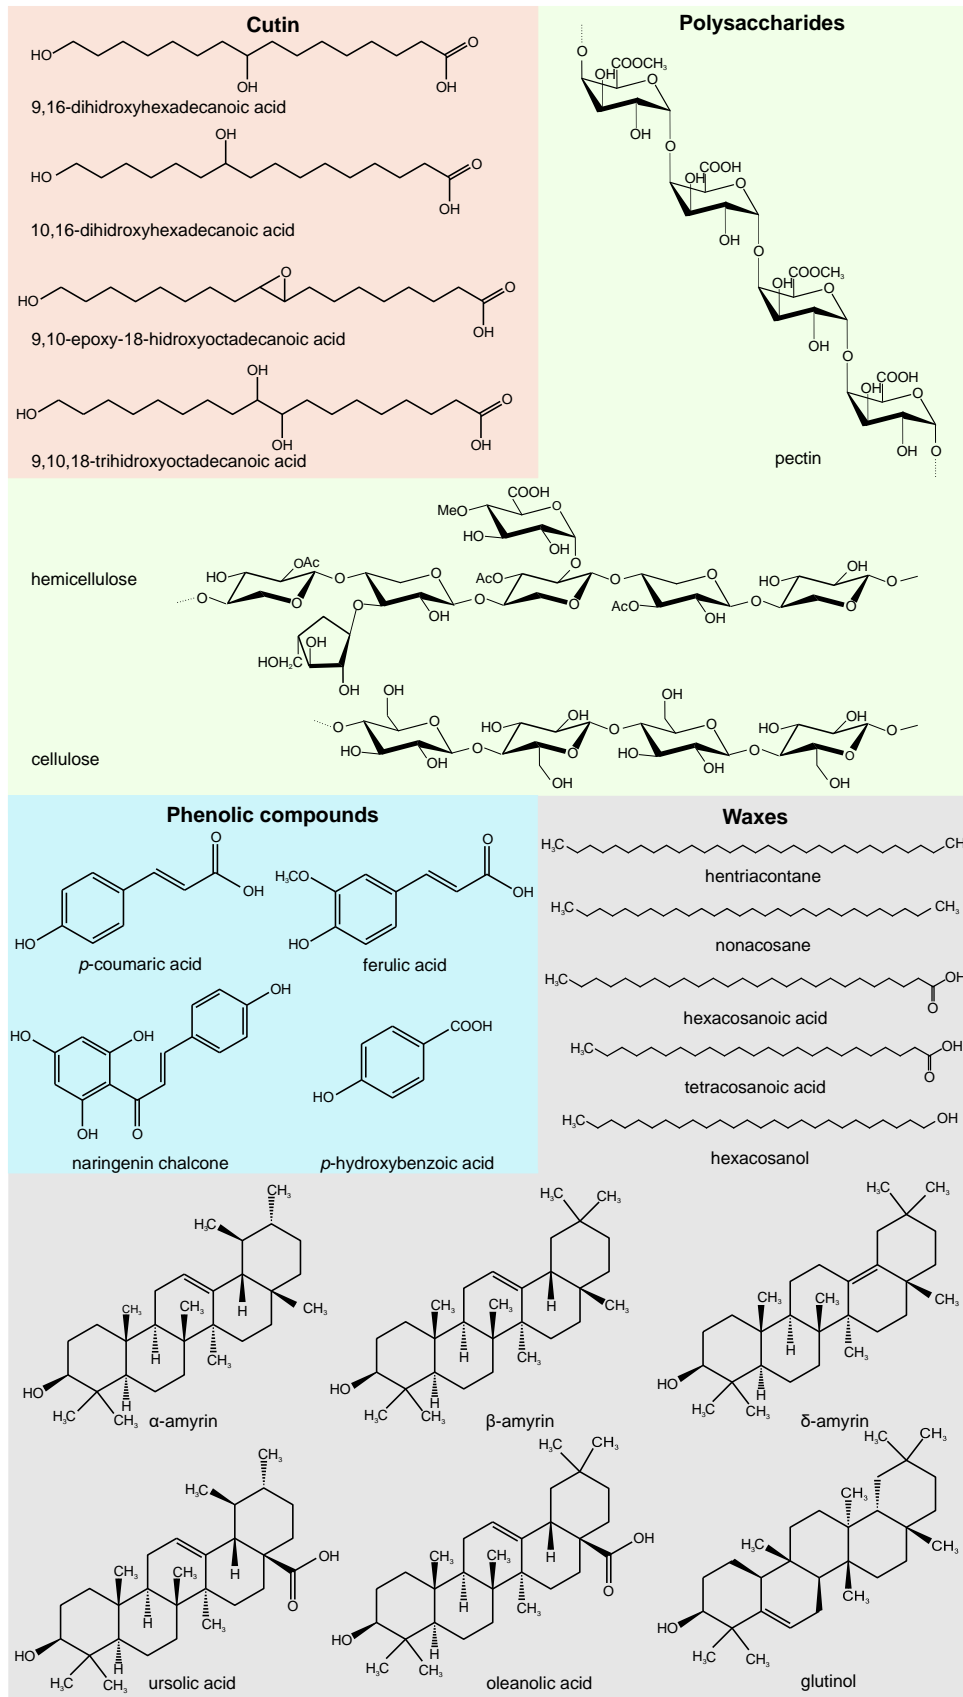 Cutin
HO
OH
O
OH
9,16-dihidroxyhexadecanoic acid
OH
HO
O
OH
10,16-dihidroxyhexadecanoic acid
O
HO
O
OH
9,10-epoxy-18-hidroxyoctadecanoic acid
OH
HO
OH
O
OH
9,10,18-trihidroxyoctadecanoic acid
Polysaccharides
O
COOCH3
OH
O
OH
O
COOH
OH
O
OH
O
COOCH3
OH
O
OH
O
COOH
OH
O
OH
O
pectin
hemicellulose
COOH
MeO
O
HO
HO
O
HO
OAc
O
O
O
O
O
O
OH
O
AcO
O
O
O
O
AcO
OH
O
HO
OH
O
O
OH
HOH2C
OH
cellulose
OH
OH
O
O
HO
OH
O
HO
OH
O
O
OH
O
HO
OH
O
HO
OH
O
O
OH
Phenolic compounds
O
OH
HO
p-coumaric acid
O
H3CO
OH
HO
ferulic acid
OH
HO
OH
OH
O
naringenin chalcone
COOH
HO
p-hydroxybenzoic acid
Waxes
H3C
CH
hentriacontane
H3C
CH3
nonacosane
H3C
OH
O
hexacosanoic acid
H3C
OH
O
tetracosanoic acid
H3C
OH
hexacosanol
CH3
H3C
CH3
CH3
H
CH3
H
CH3
HO
H
H3C
CH3
α-amyrin
H3C
CH3
CH3
CH3
H
CH3
H
CH3
HO
H
H3C
CH3
β-amyrin
H3C
CH3
CH3
CH3
CH3
H
CH3
HO
H
H3C
CH3
δ-amyrin
CH3
H3C
OH
CH3
CH3
H
O
H
CH3
HO
H
H3C
CH3
ursolic acid
H3C
CH3
OH
CH3
CH3
H
O
H
CH3
HO
H
H3C
CH3
oleanolic acid
H3C
CH3
CH3
CH3
H3C
CH3
HO
H3C
CH3
glutinol